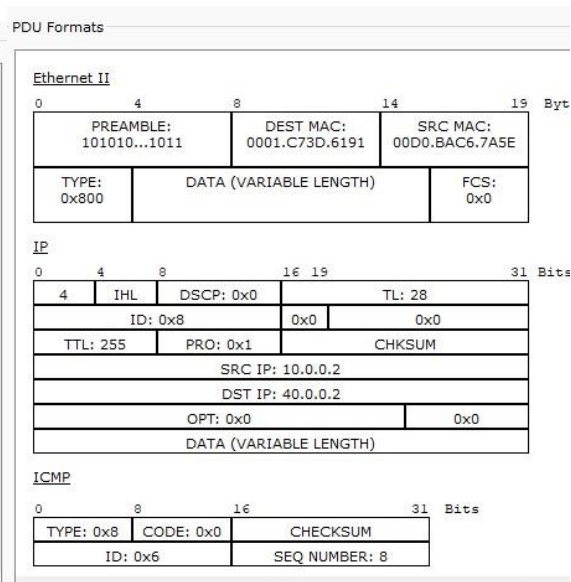 PDU Formats
Ethernet II
0 4 8 14 19 Byt
PREAMBLE: DEST MAC: SRC MAC:
101010...1011 0001.C73D.6191 00D0.BAC6.7A5E
TYPE: DATA (VARIABLE LENGTH) FCS:
0x800 0x0
IP
0 4 8 16 19 31 Bits
4 IHL DSCP: 0x0 TL: 28
ID: 0x8 0x0 0x0
TTL: 255 PRO: 0x1 CHKSUM
SRC IP: 10.0.0.2
DST IP: 40.0.0.2
OPT: 0x0 0x0
DATA (VARIABLE LENGTH)
ICMP
0 8 16 31 Bits
TYPE: 0x8 CODE: 0x0 CHECKSUM
ID: 0x6 SEQ NUMBER: 8